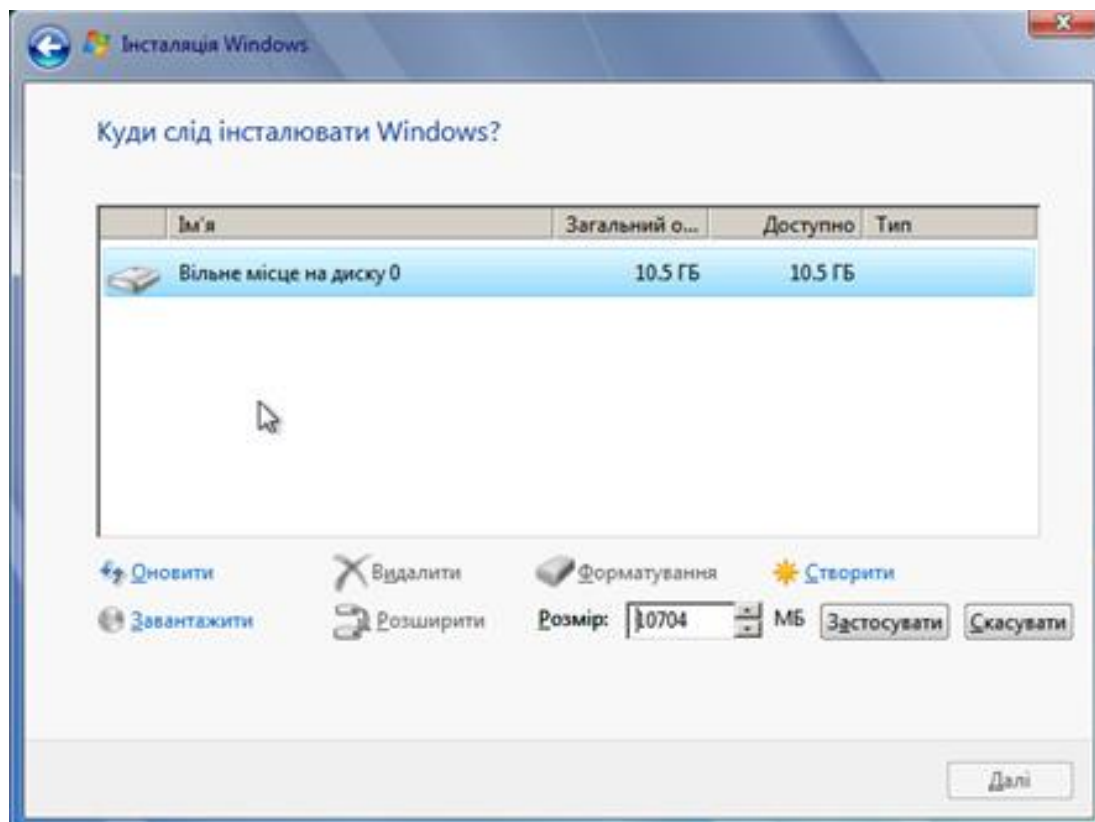 Інсталяція Windows
Куди слід інсталювати Windows?
Ім'я Загальний о... Доступно Тип
Вільне місце на диску 0 10.5 ГБ 10.5 ГБ
Оновити Видалити Форматування Створити
Завантажити Розширити Розмір: 10704 МБ Застосувати Скасувати
Далі